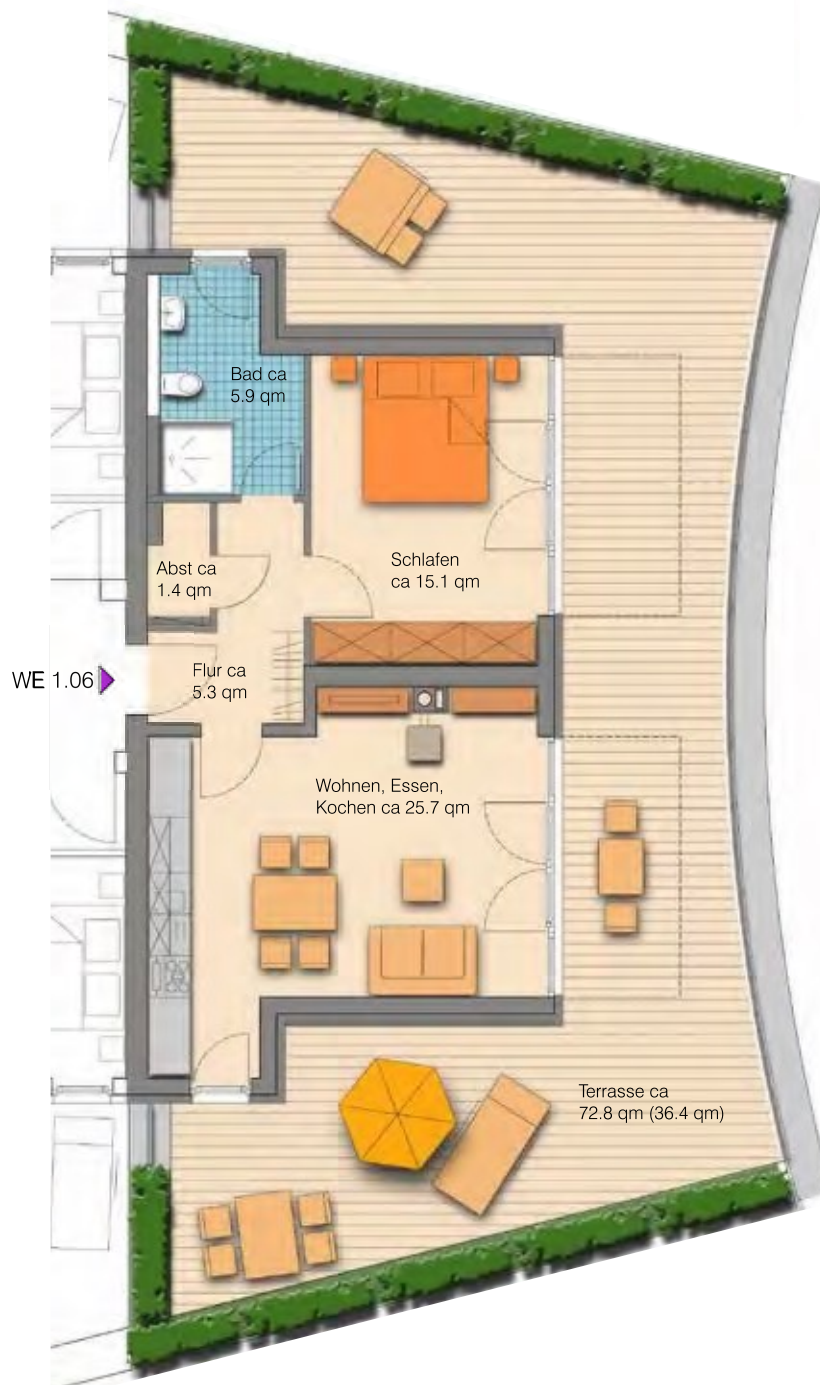 Bad ca
5.9 qm
Abst ca
1.4 qm
Schlafen
ca 15.1 qm
WE 1.06
Flur ca
5.3 qm
Wohnen, Essen,
Kochen ca 25.7 qm
Terrasse ca
72.8 qm (36.4 qm)